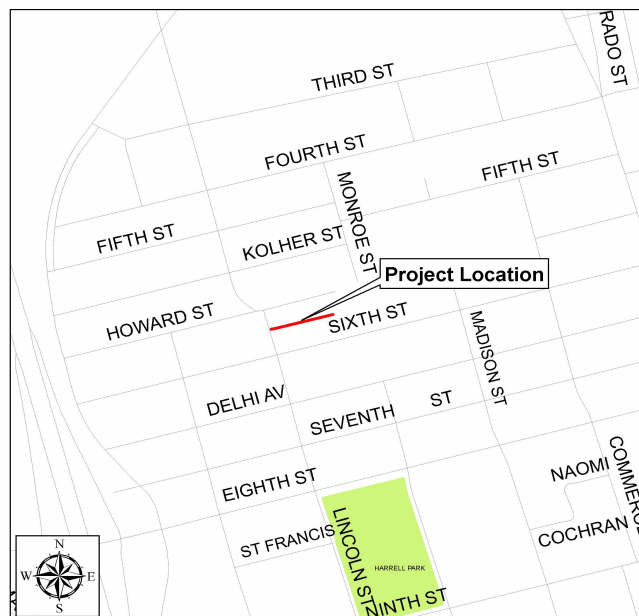 RADO ST
THIRD ST
FOURTH ST
FIFTH ST
MONROE ST
FIFTH ST
KOLHER ST
Project Location
HOWARD ST
SIXTH ST
MADISON ST
DELHI AV
SEVENTH ST
EIGHTH ST
COMMERCE
NAOMI
LINCOLN ST
ST FRANCIS
COCHRAN
HARRELL PARK
NINTH ST
N
W E
S